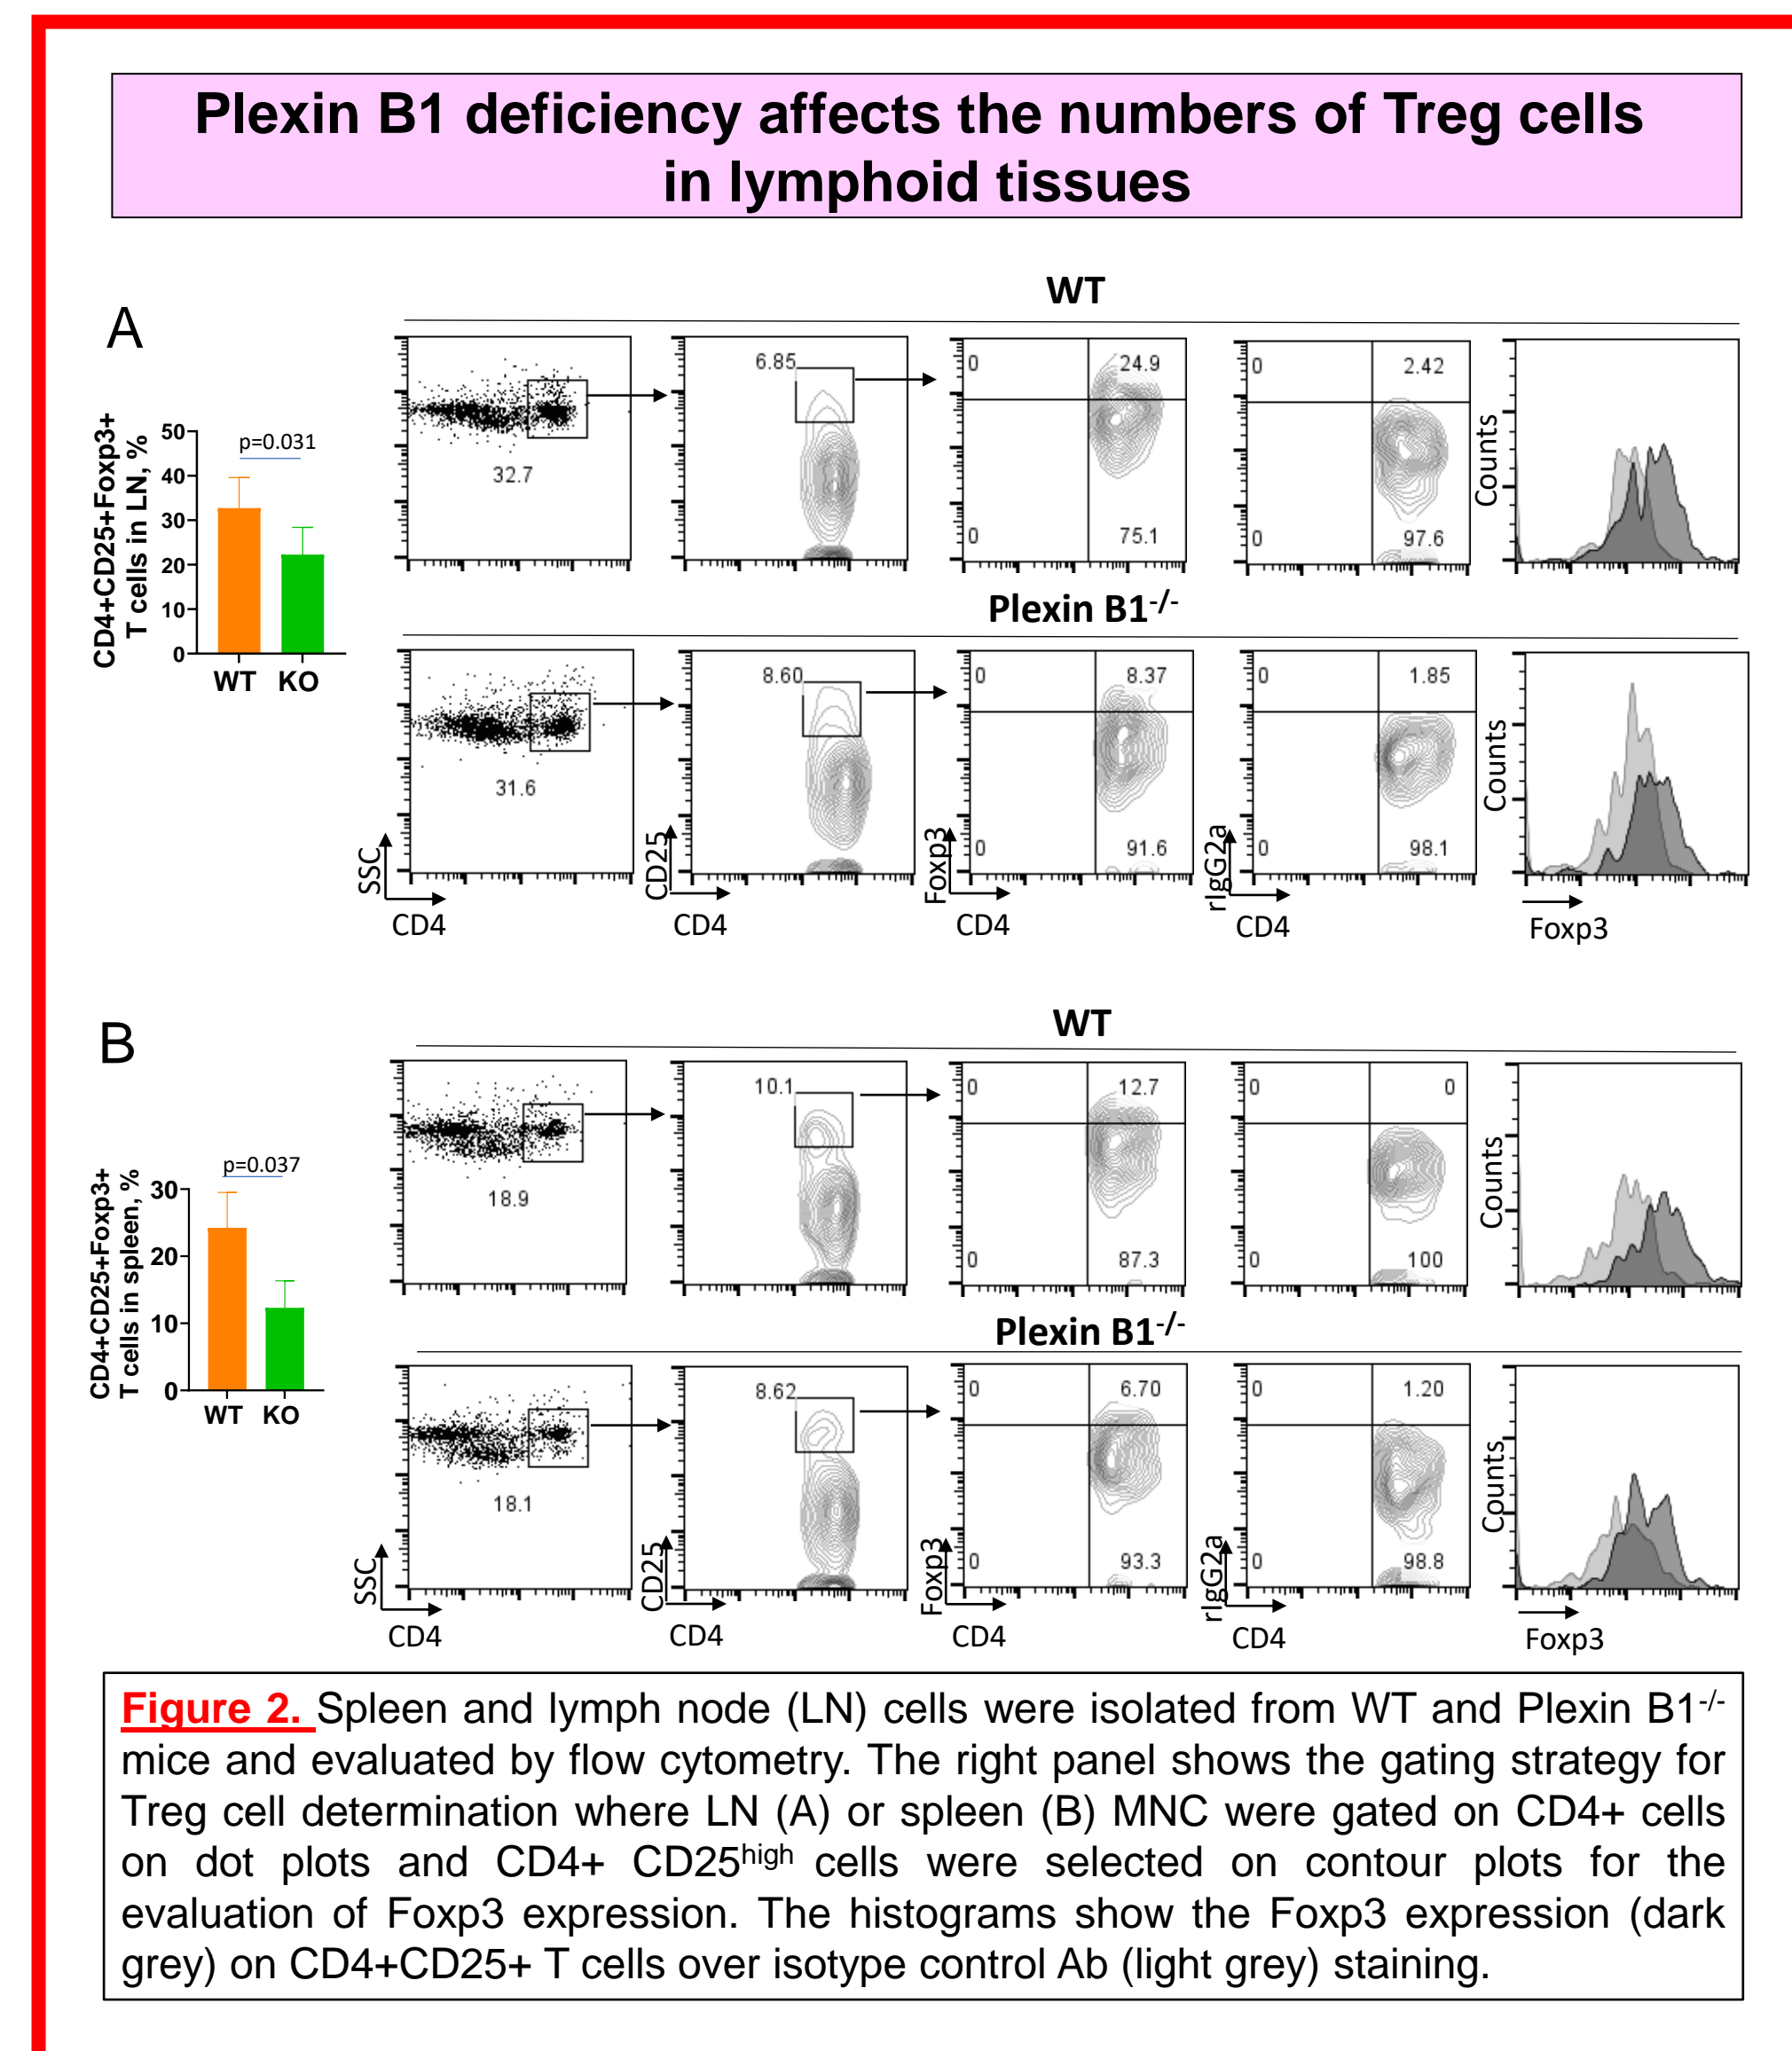 Plexin B1 deficiency affects the numbers of Treg cells
in lymphoid tissues
A
WT
CD4+CD25+Foxp3+
T cells in LN, %
50
40
30
20
10
0
p=0.031
WT KO
32.7
6.85
0 24.9
0 75.1
0 2.42
0 97.6
Counts
Plexin B1-/-
31.6
8.60
0 8.37
0 91.6
0 1.85
0 98.1
Counts
SSC
CD4
CD25
CD4
Foxp3
CD4
rIgG2a
CD4
Foxp3
B
WT
CD4+CD25+Foxp3+
T cells in spleen, %
30
20
10
0
p=0.037
WT KO
18.9
10.1
0 12.7
0 87.3
0 0
0 100
Counts
Plexin B1-/-
18.1
8.62
0 6.70
0 93.3
0 1.20
0 98.8
Counts
SSC
CD4
CD25
CD4
Foxp3
CD4
rIgG2a
CD4
Foxp3
Figure 2. Spleen and lymph node (LN) cells were isolated from WT and Plexin B1-/-
mice and evaluated by flow cytometry. The right panel shows the gating strategy for
Treg cell determination where LN (A) or spleen (B) MNC were gated on CD4+ cells
on dot plots and CD4+ CD25high cells were selected on contour plots for the
evaluation of Foxp3 expression. The histograms show the Foxp3 expression (dark
grey) on CD4+CD25+ T cells over isotype control Ab (light grey) staining.